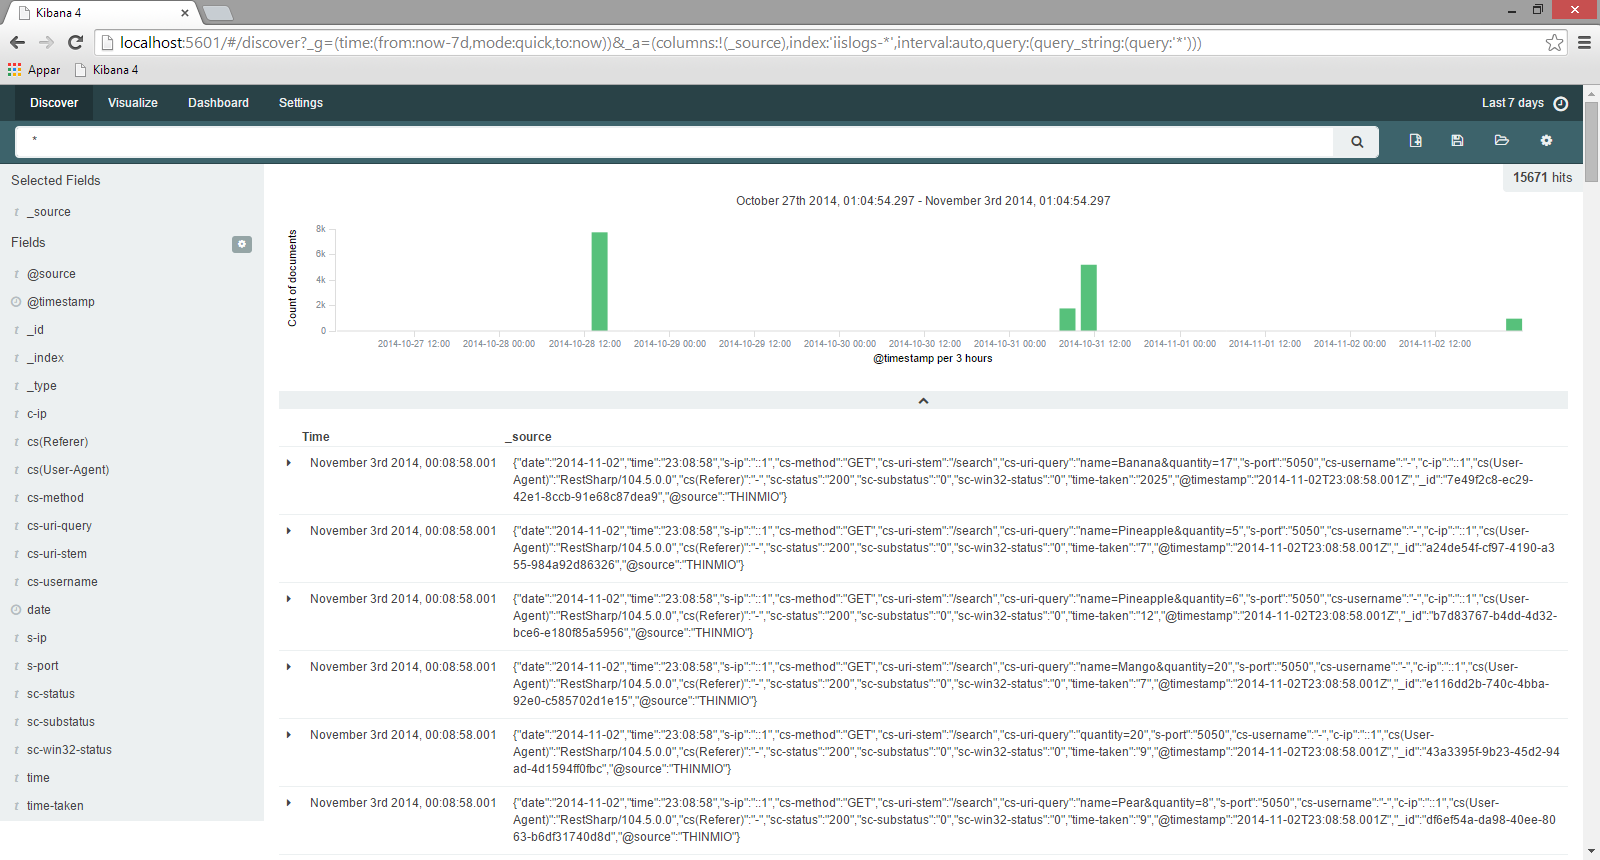 Kibana 4
localhost:5601/#/discover?_g=(time:(from:now-7d,mode:quick,to:now))&_a=(columns:!(_source),index:'iislogs-*',interval:auto,query:(query_string:(query:'*')))
Appar Kibana 4
Discover Visualize Dashboard Settings Last 7 days
*
Selected Fields
15671 hits
t _source
Fields
t @source
@timestamp
t _id
t _index
t _type
t c-ip
t cs(Referer)
t cs(User-Agent)
t cs-method
t cs-uri-query
t cs-uri-stem
t cs-username
date
t s-ip
t s-port
t sc-status
t sc-substatus
t sc-win32-status
t time
t time-taken
October 27th 2014, 01:04:54.297 - November 3rd 2014, 01:04:54.297
Count of documents
8k
6k
4k
2k
0
2014-10-27 12:00 2014-10-28 00:00 2014-10-28 12:00 2014-10-29 00:00 2014-10-29 12:00 2014-10-30 00:00 2014-10-30 12:00 2014-10-31 00:00 2014-10-31 12:00 2014-11-01 00:00 2014-11-01 12:00 2014-11-02 00:00 2014-11-02 12:00
@timestamp per 3 hours
Time _source
November 3rd 2014, 00:08:58.001 {"date":"2014-11-02","time":"23:08:58","s-ip":"::1","cs-method":"GET","cs-uri-stem":"/search","cs-uri-query":"name=Banana&quantity=17","s-port":"5050","cs-username":"-","c-ip":"::1","cs(User-
Agent)":"RestSharp/104.5.0.0","cs(Referer)":"-","sc-status":"200","sc-substatus":"0","sc-win32-status":"0","time-taken":"2025","@timestamp":"2014-11-02T23:08:58.001Z","_id":"7e49f2c8-ec29-
42e1-8ccb-91e68c87dea9","@source":"THINMIO"}
November 3rd 2014, 00:08:58.001 {"date":"2014-11-02","time":"23:08:58","s-ip":"::1","cs-method":"GET","cs-uri-stem":"/search","cs-uri-query":"name=Pineapple&quantity=5","s-port":"5050","cs-username":"-","c-ip":"::1","cs(User-
Agent)":"RestSharp/104.5.0.0","cs(Referer)":"-","sc-status":"200","sc-substatus":"0","sc-win32-status":"0","time-taken":"7","@timestamp":"2014-11-02T23:08:58.001Z","_id":"a24de54f-cf97-4190-a3
55-984a92d86326","@source":"THINMIO"}
November 3rd 2014, 00:08:58.001 {"date":"2014-11-02","time":"23:08:58","s-ip":"::1","cs-method":"GET","cs-uri-stem":"/search","cs-uri-query":"name=Pineapple&quantity=6","s-port":"5050","cs-username":"-","c-ip":"::1","cs(User-
Agent)":"RestSharp/104.5.0.0","cs(Referer)":"-","sc-status":"200","sc-substatus":"0","sc-win32-status":"0","time-taken":"12","@timestamp":"2014-11-02T23:08:58.001Z","_id":"b7d83767-b4dd-4d32-
bce6-e180f85a5956","@source":"THINMIO"}
November 3rd 2014, 00:08:58.001 {"date":"2014-11-02","time":"23:08:58","s-ip":"::1","cs-method":"GET","cs-uri-stem":"/search","cs-uri-query":"name=Mango&quantity=20","s-port":"5050","cs-username":"-","c-ip":"::1","cs(User-
Agent)":"RestSharp/104.5.0.0","cs(Referer)":"-","sc-status":"200","sc-substatus":"0","sc-win32-status":"0","time-taken":"7","@timestamp":"2014-11-02T23:08:58.001Z","_id":"e116dd2b-740c-4bba-
92e0-c585702d1e15","@source":"THINMIO"}
November 3rd 2014, 00:08:58.001 {"date":"2014-11-02","time":"23:08:58","s-ip":"::1","cs-method":"GET","cs-uri-stem":"/search","cs-uri-query":"quantity=20","s-port":"5050","cs-username":"-","c-ip":"::1","cs(User-
Agent)":"RestSharp/104.5.0.0","cs(Referer)":"-","sc-status":"200","sc-substatus":"0","sc-win32-status":"0","time-taken":"9","@timestamp":"2014-11-02T23:08:58.001Z","_id":"43a3395f-9b23-45d2-94
ad-4d1594ff0fbc","@source":"THINMIO"}
November 3rd 2014, 00:08:58.001 {"date":"2014-11-02","time":"23:08:58","s-ip":"::1","cs-method":"GET","cs-uri-stem":"/search","cs-uri-query":"name=Pear&quantity=8","s-port":"5050","cs-username":"-","c-ip":"::1","cs(User-
Agent)":"RestSharp/104.5.0.0","cs(Referer)":"-","sc-status":"200","sc-substatus":"0","sc-win32-status":"0","time-taken":"9","@timestamp":"2014-11-02T23:08:58.001Z","_id":"df6ef54a-da98-40ee-80
63-b6df31740d8d","@source":"THINMIO"}